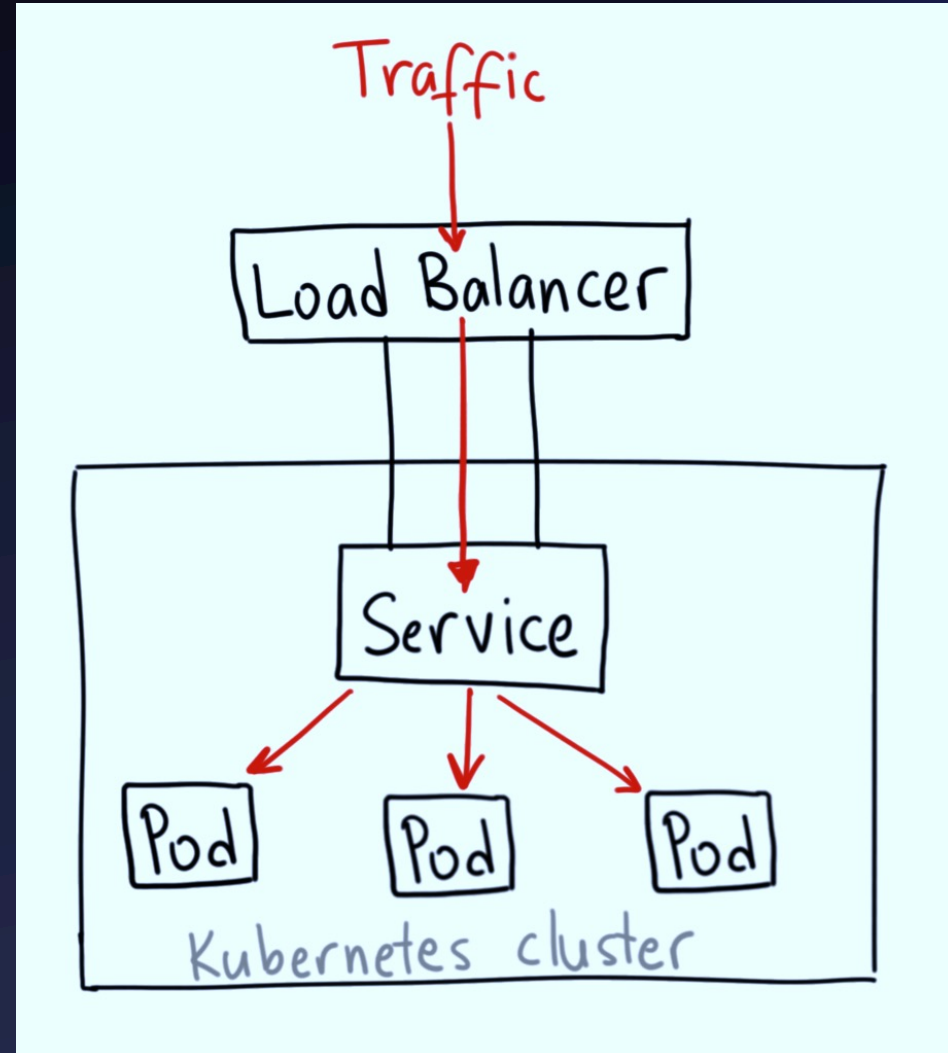 Traffic
Load Balancer
Service
Pod
Pod
Pod
Kubernetes cluster